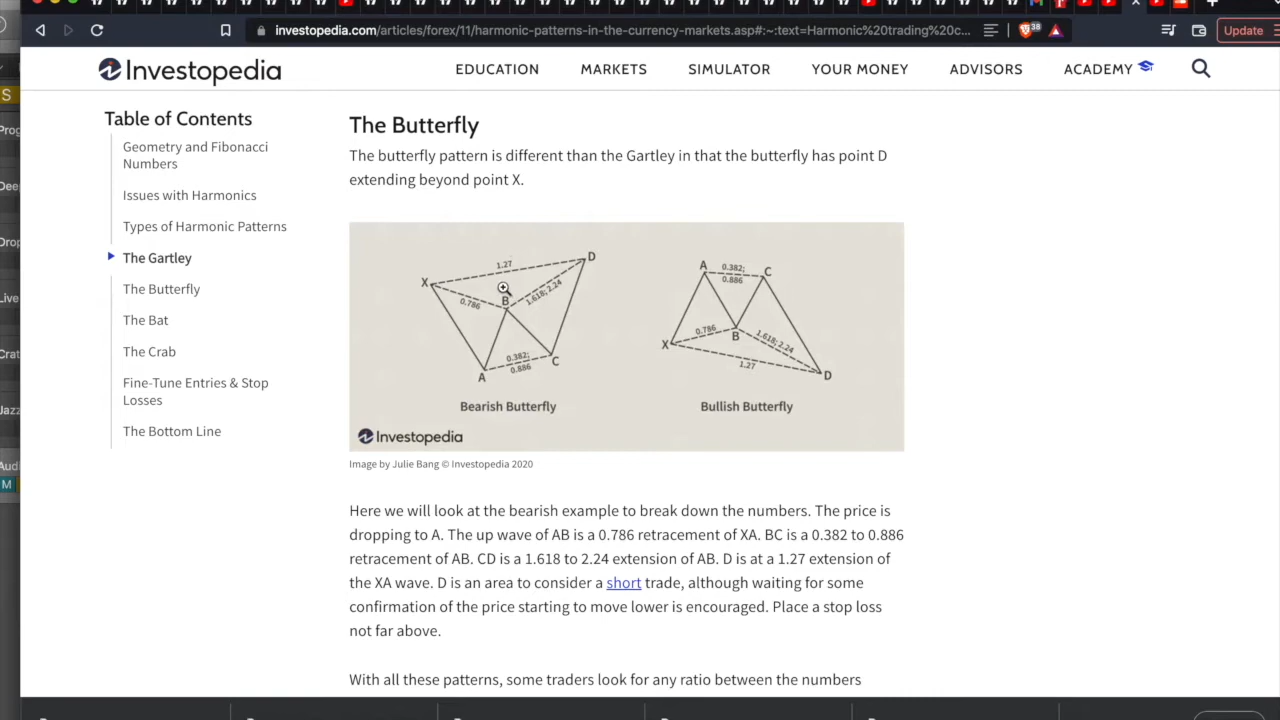 investopedia.com/articles/forex/11/harmonic-patterns-in-the-currency-markets.asp#:~:text=Harmonic%20trading%20c...
38
Update
Investopedia
EDUCATION
MARKETS
SIMULATOR
YOUR MONEY
ADVISORS
ACADEMY
Table of Contents
Geometry and Fibonacci
Numbers
Issues with Harmonics
Types of Harmonic Patterns
The Gartley
The Butterfly
The Bat
The Crab
Fine-Tune Entries & Stop
Losses
The Bottom Line
The Butterfly
The butterfly pattern is different than the Gartley in that the butterfly has point D
extending beyond point X.
D
1.27
X
0.786
B
1.618; 2.24
0.382;
0.886
C
A
Bearish Butterfly
A
0.382;
0.886
C
0.786
X
B
1.618; 2.24
1.27
D
Bullish Butterfly
Investopedia
Image by Julie Bang © Investopedia 2020
Here we will look at the bearish example to break down the numbers. The price is
dropping to A. The up wave of AB is a 0.786 retracement of XA. BC is a 0.382 to 0.886
retracement of AB. CD is a 1.618 to 2.24 extension of AB. D is at a 1.27 extension of
the XA wave. D is an area to consider a short trade, although waiting for some
confirmation of the price starting to move lower is encouraged. Place a stop loss
not far above.
With all these patterns, some traders look for any ratio between the numbers
S
Prog
Dee
Drop
Live
Crat
Jazz
Audi
M